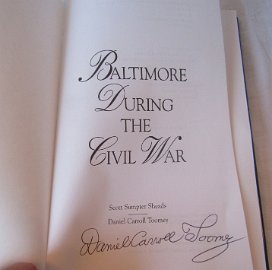 BALTIMORE
DURING
THE
CIVIL WAR
Scott Sumpter Sheads
Daniel Carroll Toomey
Daniel Carroll Toomey